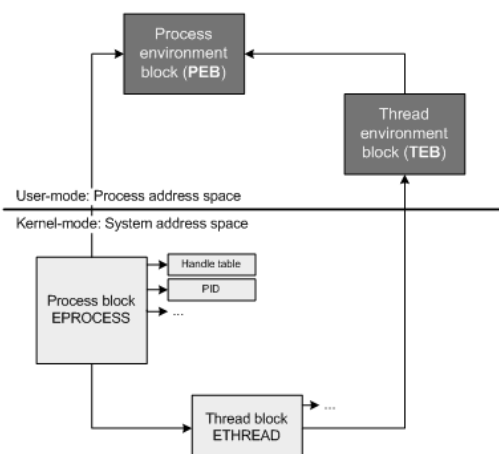 Process
environment
block (PEB)
Thread
environment
block (TEB)
User-mode: Process address space
Kernel-mode: System address space
Handle table
PID
...
Process block
EPROCESS
...
Thread block
ETHREAD